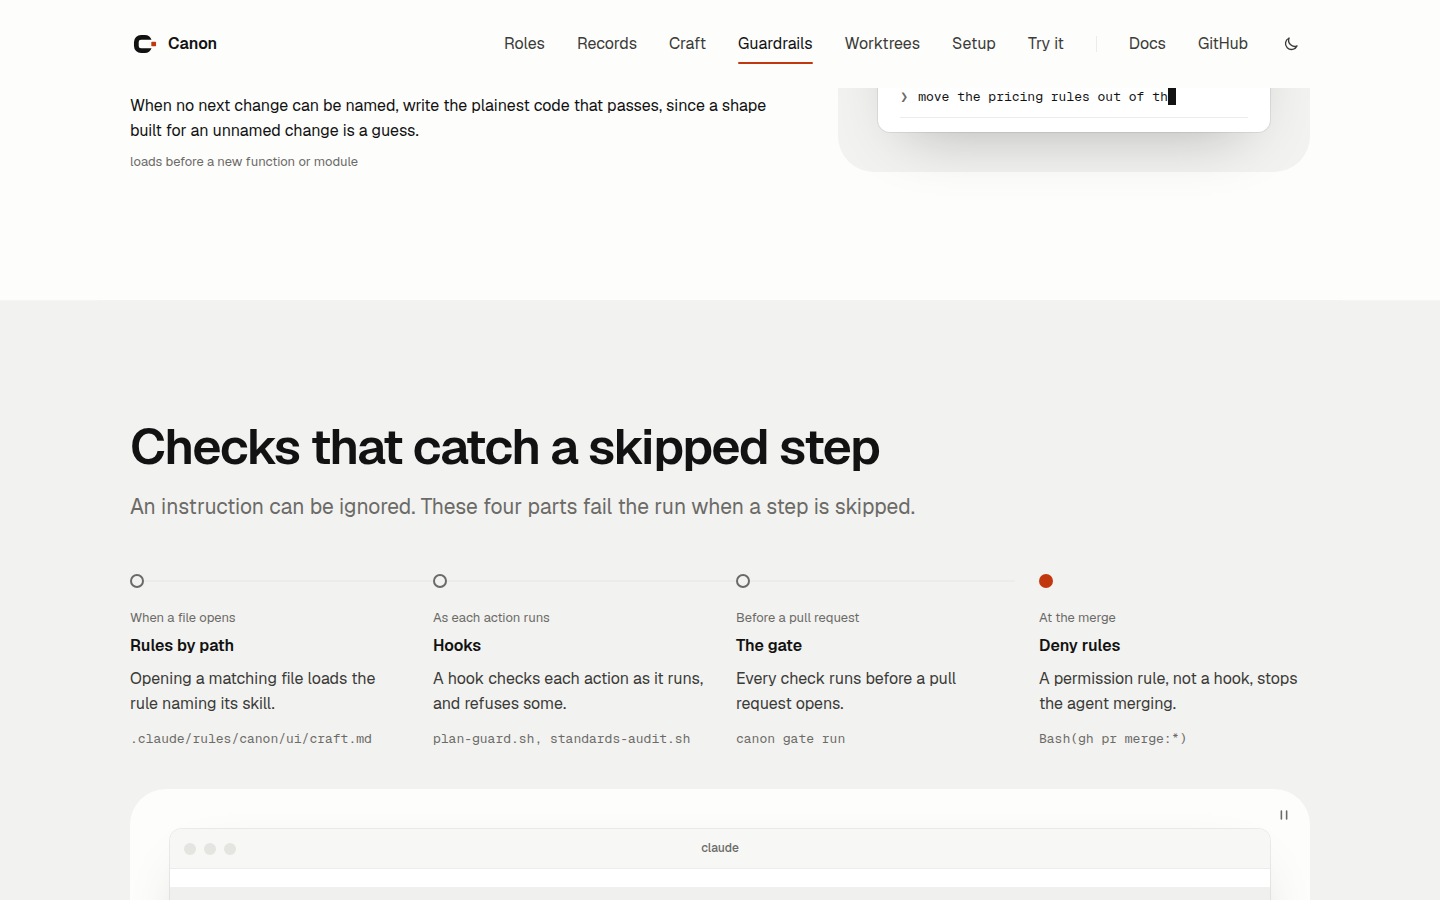 Canon
Roles Records Craft Guardrails Worktrees Setup Try it Docs GitHub
When no next change can be named, write the plainest code that passes, since a shape
built for an unnamed change is a guess.
loads before a new function or module
❯ move the pricing rules out of th
Checks that catch a skipped step
An instruction can be ignored. These four parts fail the run when a step is skipped.
When a file opens
Rules by path
Opening a matching file loads the
rule naming its skill.
.claude/rules/canon/ui/craft.md
As each action runs
Hooks
A hook checks each action as it runs,
and refuses some.
plan-guard.sh, standards-audit.sh
Before a pull request
The gate
Every check runs before a pull
request opens.
canon gate run
At the merge
Deny rules
A permission rule, not a hook, stops
the agent merging.
Bash(gh pr merge:*)
claude